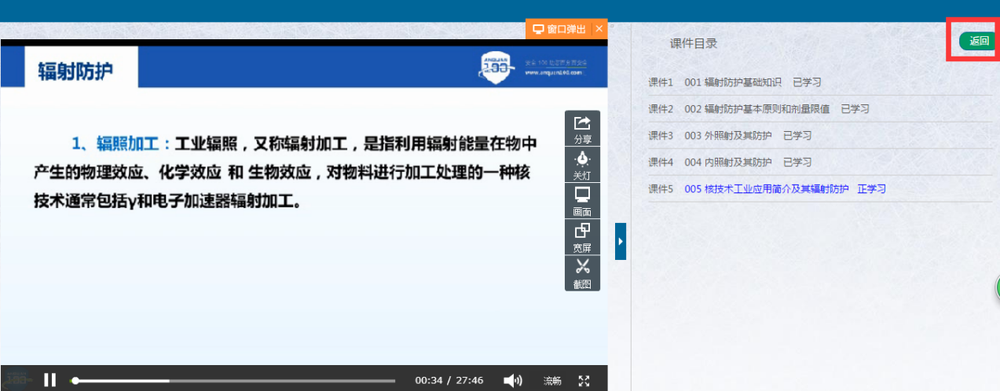 窗口弹出
课件目录
返回
辐射防护
ANQUAN
100
www.anquan100.com
课件1 001 辐射防护基础知识 已学习
课件2 002 辐射防护基本原则和剂量限值 已学习
课件3 003 外照射及其防护 已学习
课件4 004 内照射及其防护 已学习
课件5 005 核技术工业应用简介及其辐射防护 正学习
1、辐照加工：工业辐照，又称辐射加工，是指利用辐射能量在物中
产生的物理效应、化学效应 和 生物效应，对物料进行加工处理的一种核
技术通常包括γ和电子加速器辐射加工。
分享
关灯
画面
宽屏
截图
00:34 / 27:46
流畅